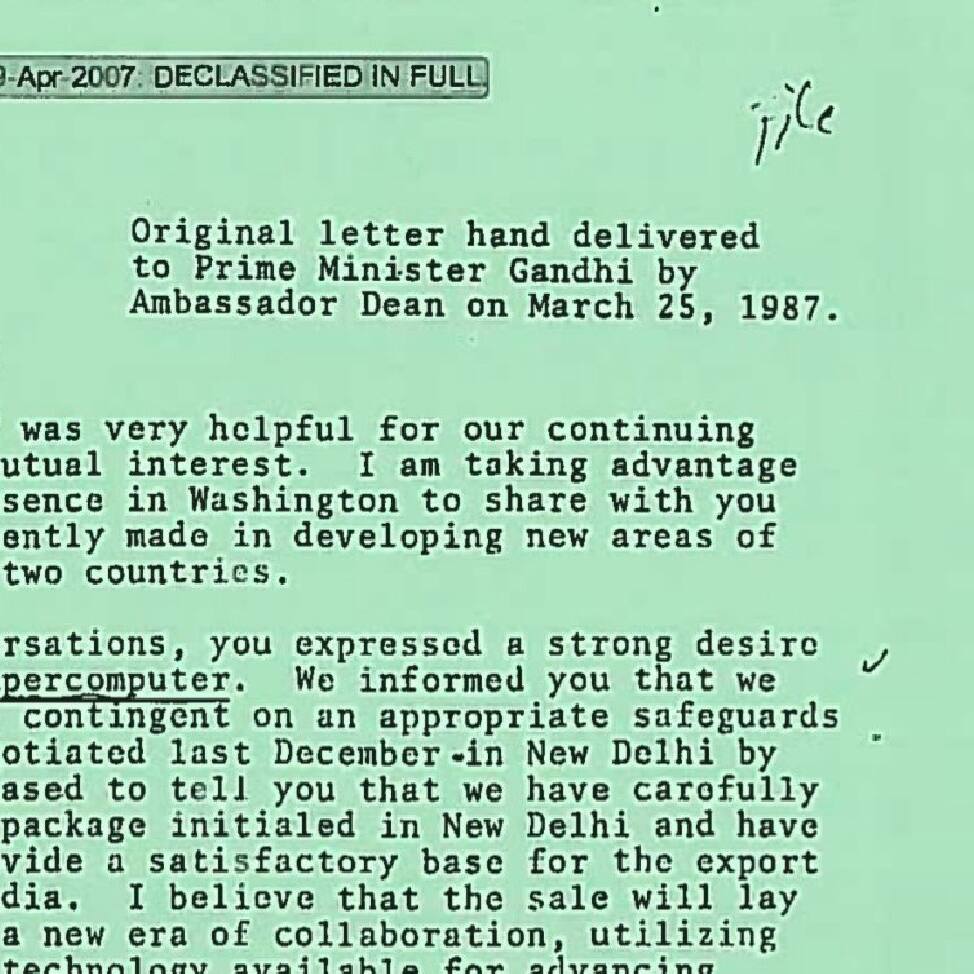 9-Apr-2007: DECLASSIFIED IN FULL
file
Original letter hand delivered
to Prime Minister Gandhi by
Ambassador Dean on March 25, 1987.
was very helpful for our continuing
utual interest. I am taking advantage
sence in Washington to share with you
ently made in developing new areas of
two countries.
rsations, you expressed a strong desire
percomputer. We informed you that we
contingent on an appropriate safeguards
otiated last December -in New Delhi by
ased to tell you that we have carefully
package initialed in New Delhi and have
vide a satisfactory base for the export
dia. I believe that the sale will lay
a new era of collaboration, utilizing
technology available for advancing